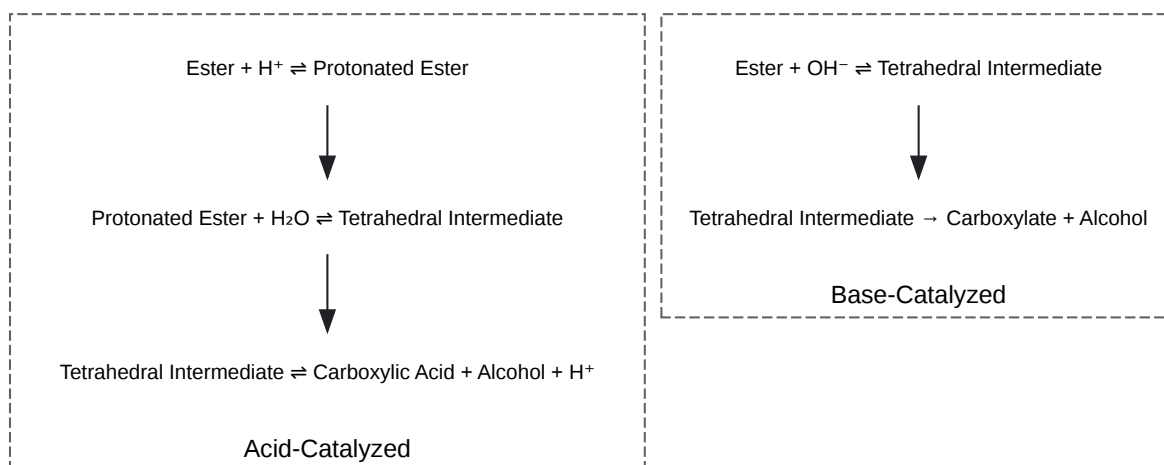 Ester + H⁺ ⇌ Protonated Ester
Protonated Ester + H₂O ⇌ Tetrahedral Intermediate
Tetrahedral Intermediate ⇌ Carboxylic Acid + Alcohol + H⁺
Acid-Catalyzed
Ester + OH⁻ ⇌ Tetrahedral Intermediate
Tetrahedral Intermediate → Carboxylate + Alcohol
Base-Catalyzed